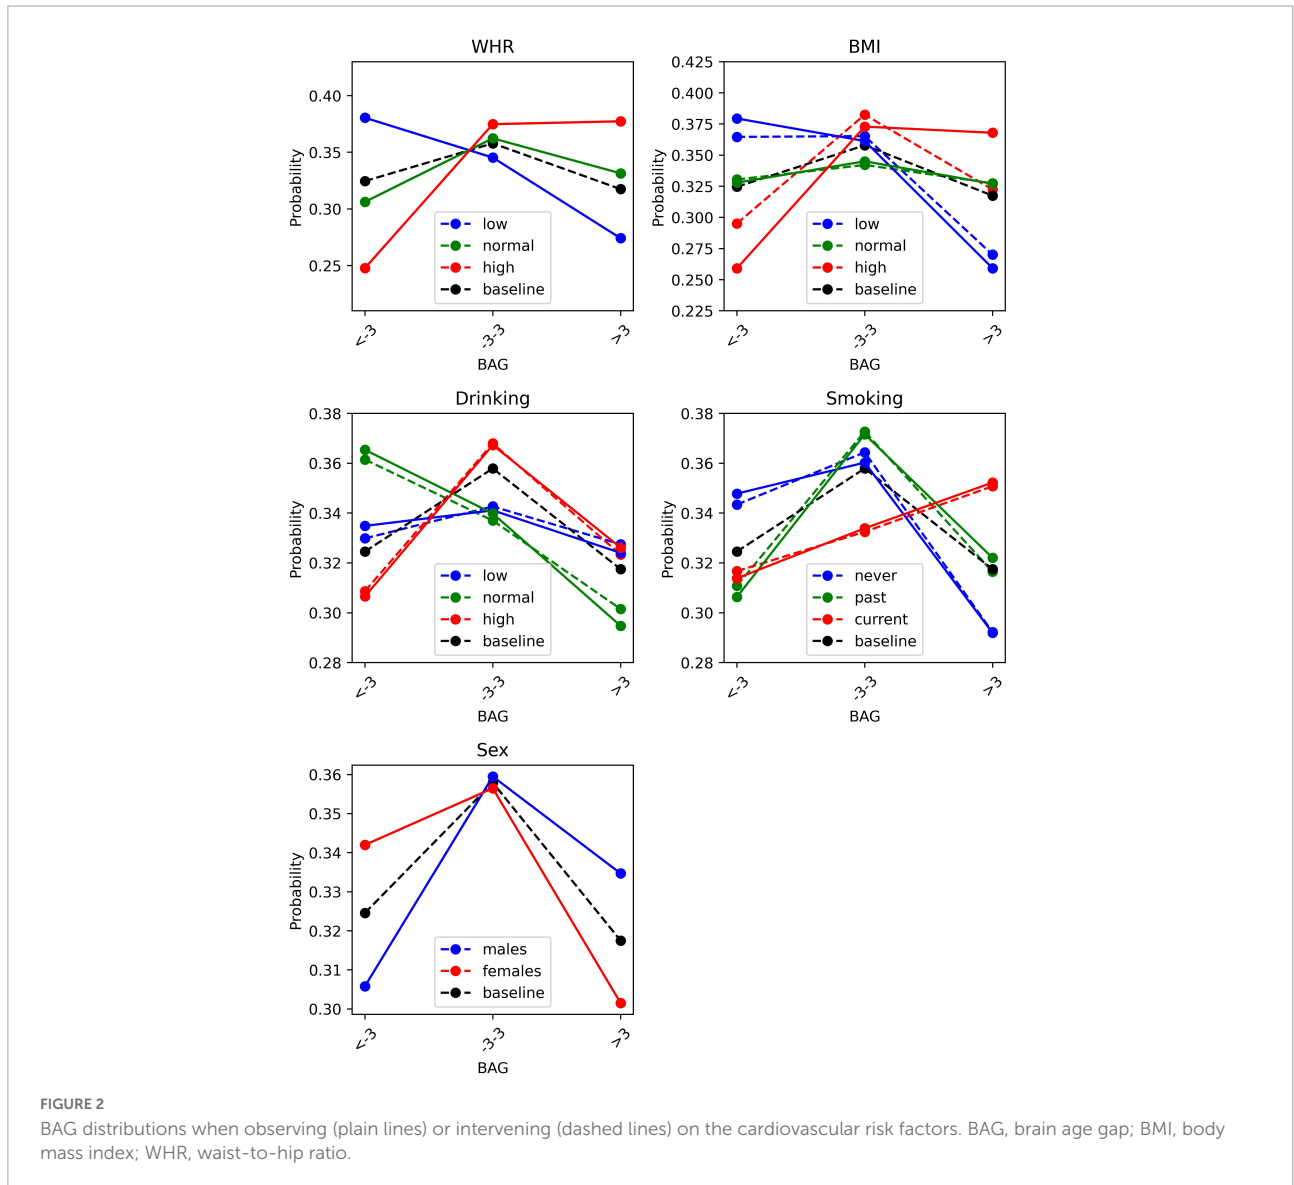 WHR
0.40
0.35
0.30
0.25
Probability
low
normal
high
baseline
<-3
-3-3
>3
BAG
BMI
0.425
0.400
0.375
0.350
0.325
0.300
0.275
0.250
0.225
Probability
low
normal
high
baseline
<-3
-3-3
>3
BAG
Drinking
0.38
0.36
0.34
0.32
0.30
0.28
Probability
low
normal
high
baseline
<-3
-3-3
>3
BAG
Smoking
0.38
0.36
0.34
0.32
0.30
0.28
Probability
never
past
current
baseline
<-3
-3-3
>3
BAG
Sex
0.36
0.35
0.34
0.33
0.32
0.31
0.30
Probability
males
females
baseline
<-3
-3-3
>3
BAG
FIGURE 2
BAG distributions when observing (plain lines) or intervening (dashed lines) on the cardiovascular risk factors. BAG, brain age gap; BMI, body
mass index; WHR, waist-to-hip ratio.